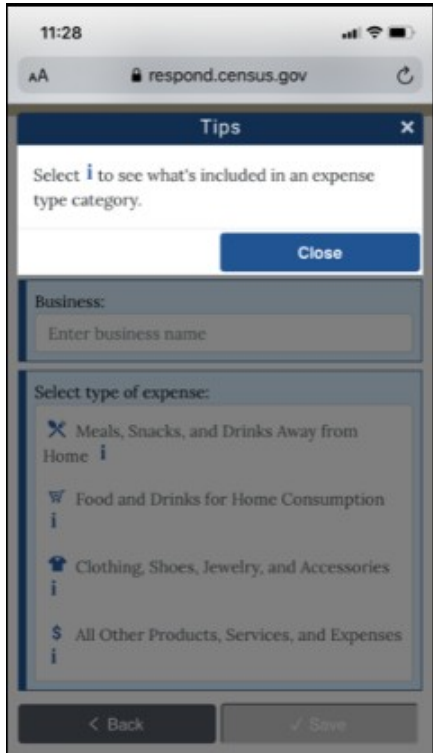 11:28
AA respond.census.gov
Tips ×
Select i to see what's included in an expense
type category.
Close
Business:
Enter business name
Select type of expense:
Meals, Snacks, and Drinks Away from
Home i
Food and Drinks for Home Consumption
i
Clothing, Shoes, Jewelry, and Accessories
i
$ All Other Products, Services, and Expenses
i
< Back ✓ Save